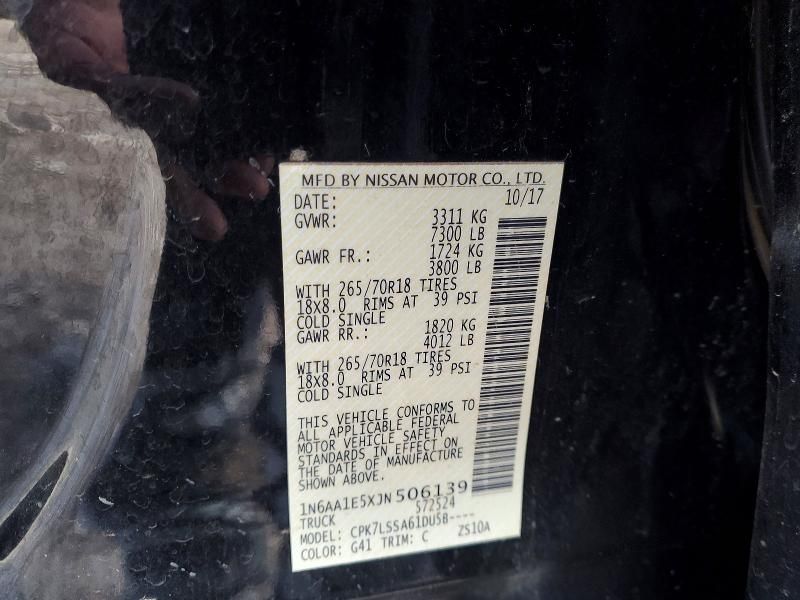 MFD BY NISSAN MOTOR CO., LTD.
DATE: 10/17
GVWR: 3311 KG
7300 LB
GAWR FR.: 1724 KG
3800 LB
WITH 265/70R18 TIRES
18X8.0 RIMS AT 39 PSI
COLD SINGLE
GAWR RR.: 1820 KG
4012 LB
WITH 265/70R18 TIRES
18X8.0 RIMS AT 39 PSI
COLD SINGLE
THIS VEHICLE CONFORMS TO
ALL APPLICABLE FEDERAL
MOTOR VEHICLE SAFETY
STANDARDS IN EFFECT ON
THE DATE OF MANUFACTURE
SHOWN ABOVE.
1N6AA1E5XJN506139
TRUCK 572524
MODEL: CPK7LSSA61DU5B----
COLOR: G41 TRIM: C ZS10A